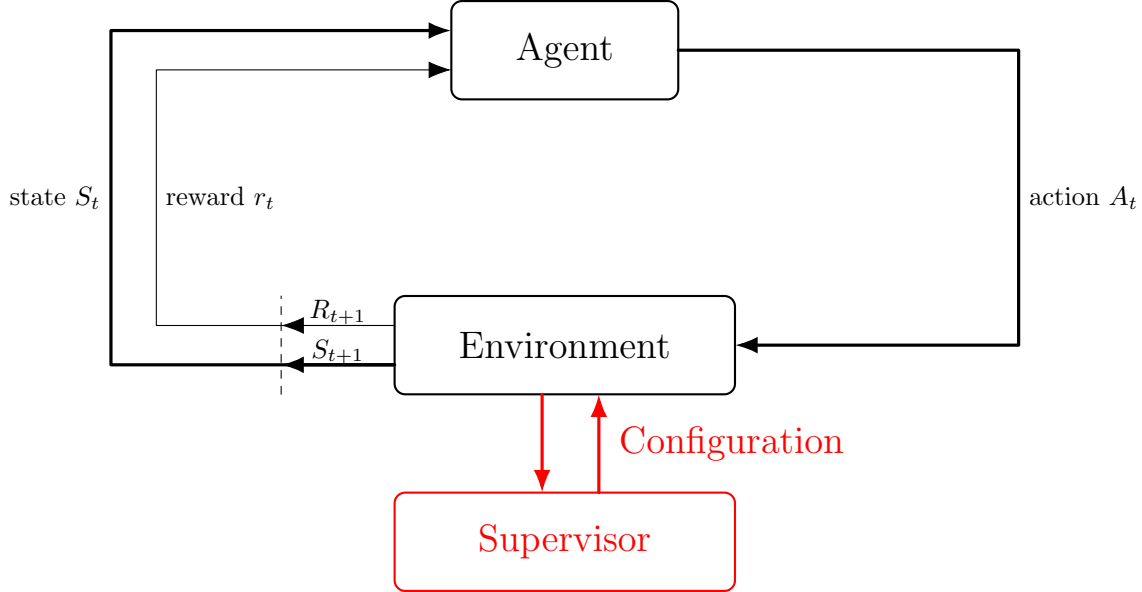 Agent
state $S_t$
reward $r_t$
action $A_t$
$R_{t+1}$
Environment
$S_{t+1}$
Configuration
Supervisor